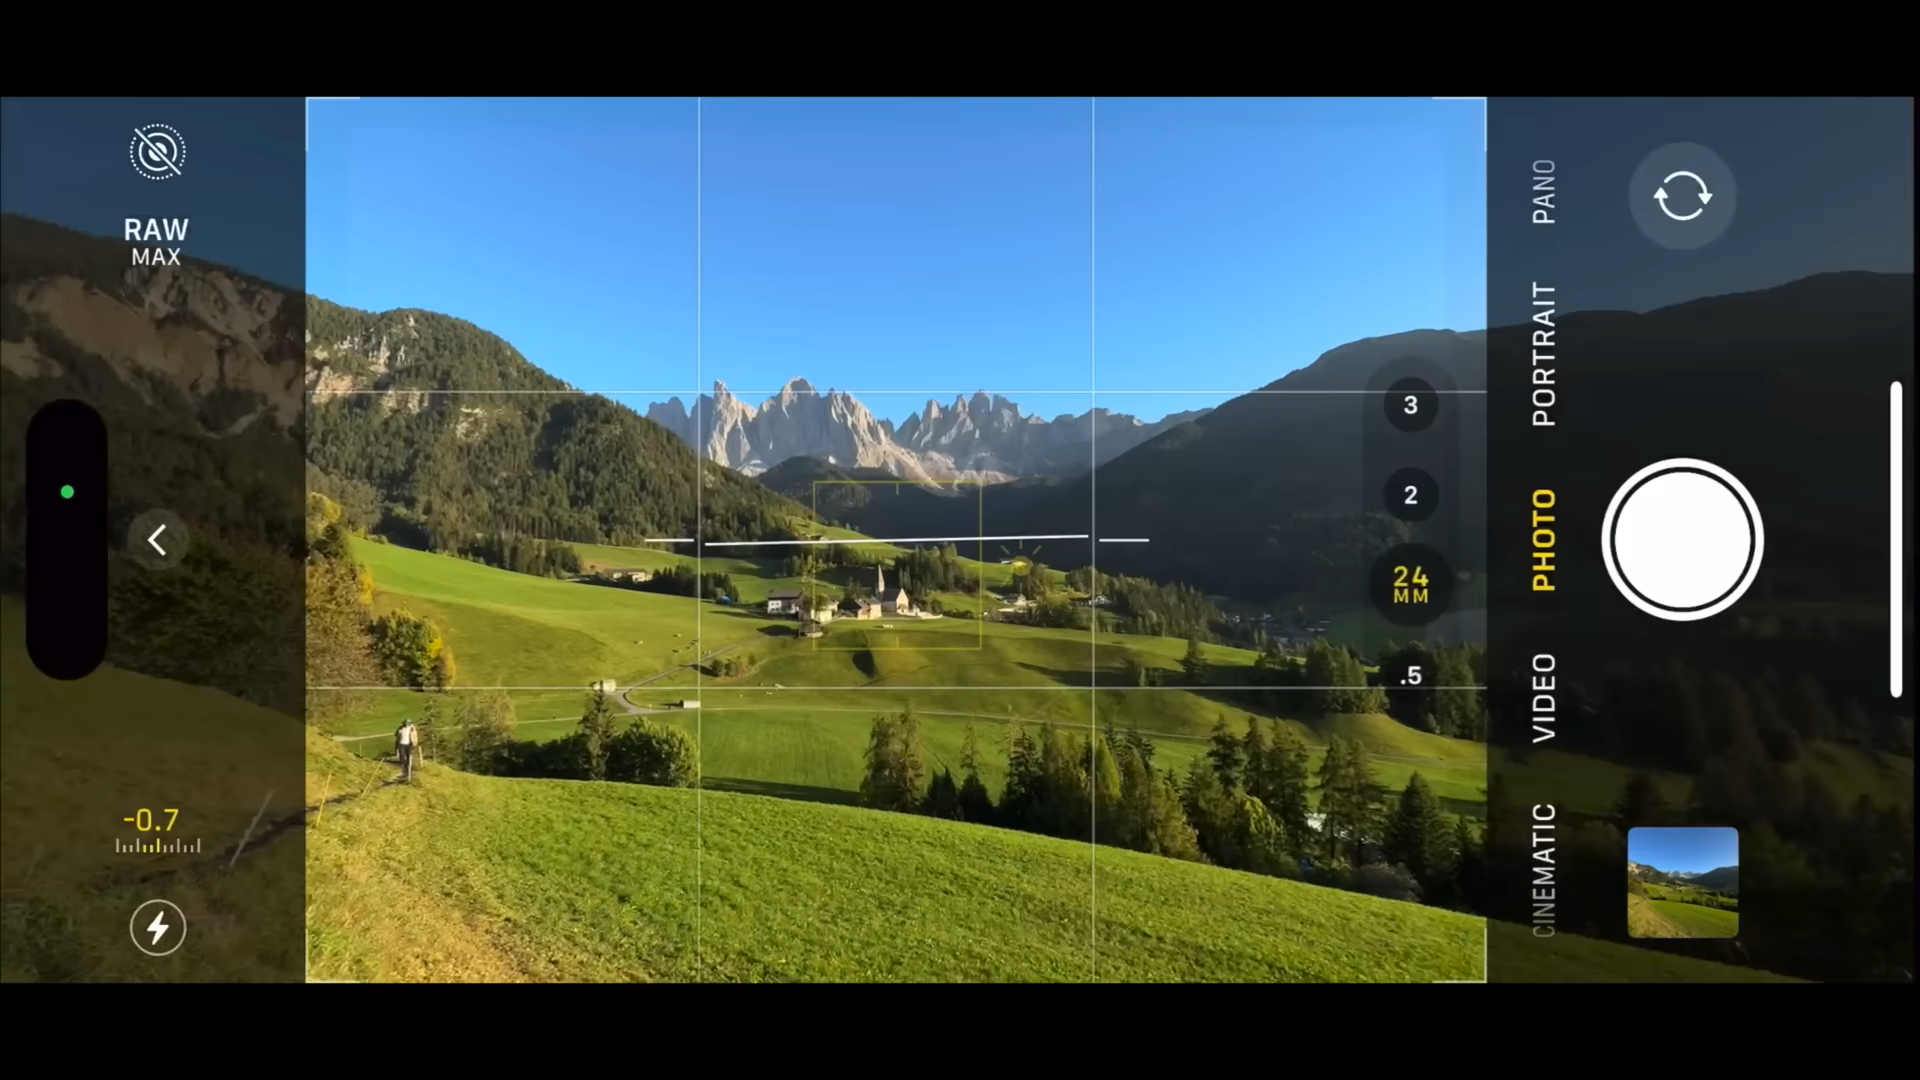 RAW
MAX
-0.7
3
2
24
MM
.5
PANO
PORTRAIT
PHOTO
VIDEO
CINEMATIC